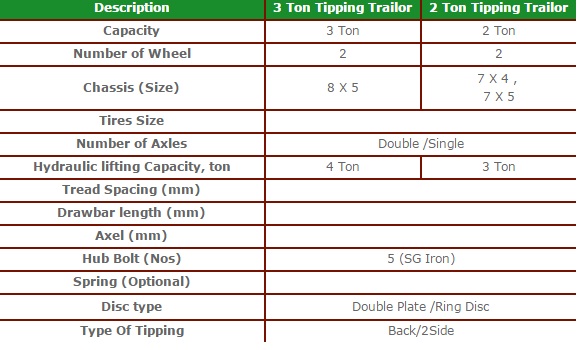 Description 3 Ton Tipping Trailor 2 Ton Tipping Trailor
Capacity 3 Ton 2 Ton
Number of Wheel 2 2
Chassis (Size) 8 X 5 7 X 4 ,
7 X 5
Tires Size
Number of Axles Double /Single
Hydraulic lifting Capacity, ton 4 Ton 3 Ton
Tread Spacing (mm)
Drawbar length (mm)
Axel (mm)
Hub Bolt (Nos) 5 (SG Iron)
Spring (Optional)
Disc type Double Plate /Ring Disc
Type Of Tipping Back/2Side